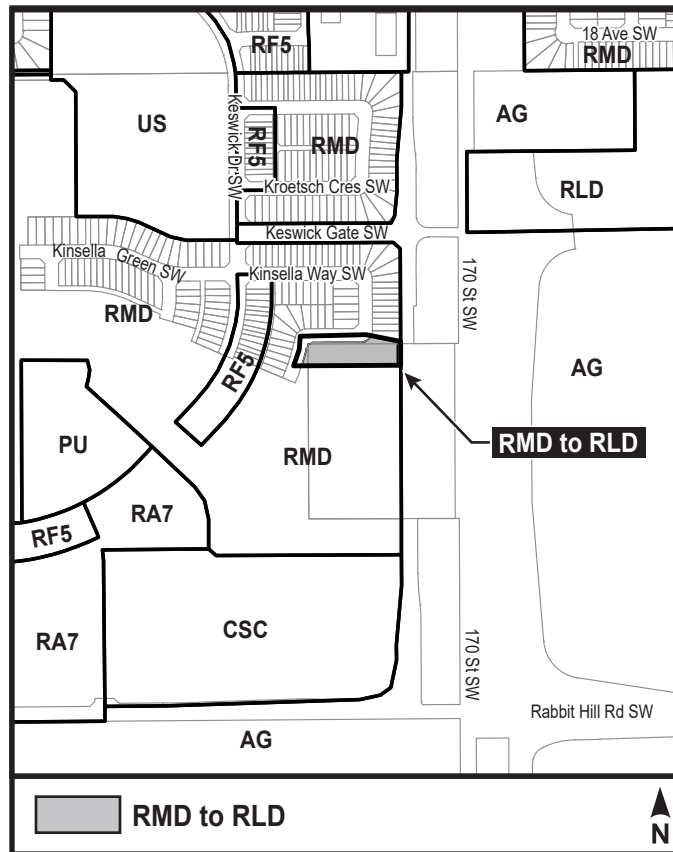 18 Ave SW
RF5
RMD
US
Keswick Dr SW
RF5
RMD
AG
RLD
Kroetsch Cres SW
Keswick Gate SW
Kinsella Green SW
Kinsella Way SW
170 St SW
RMD
RF5
AG
PU
RMD
RMD to RLD
RA7
RF5
RA7
CSC
170 St SW
Rabbit Hill Rd SW
AG
RMD to RLD
N